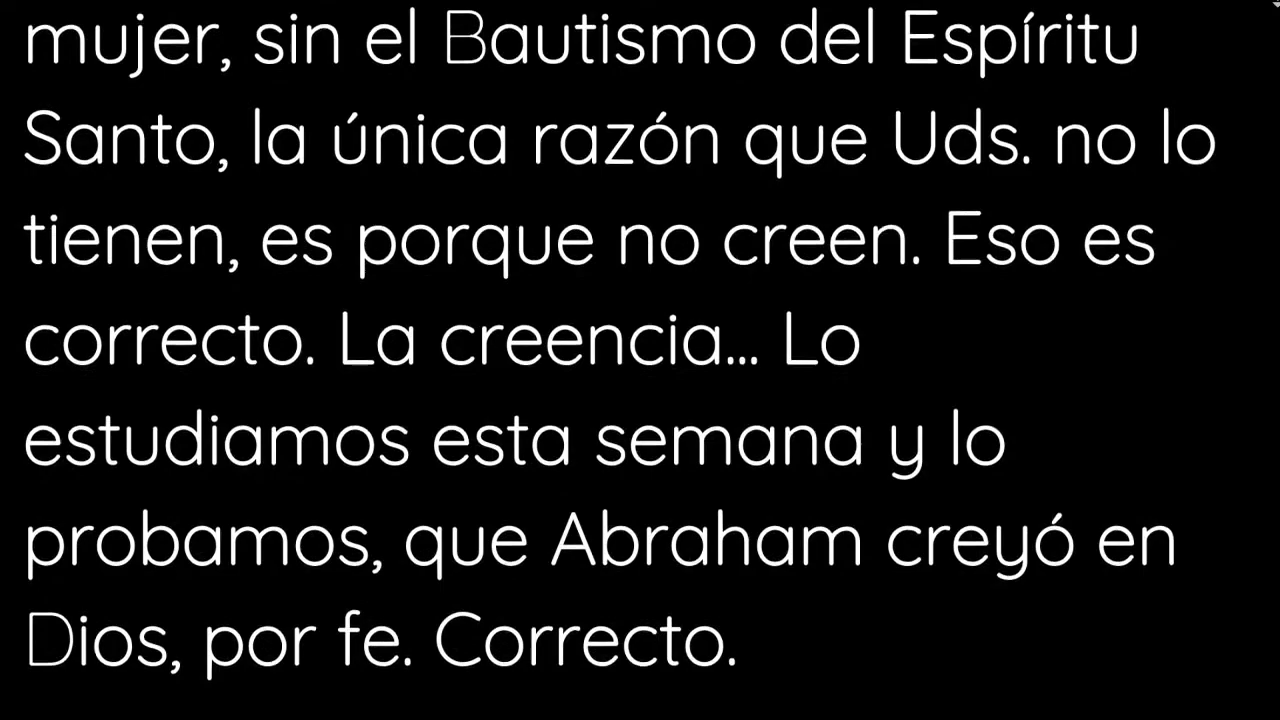 mujer, sin el Bautismo del Espíritu
Santo, la única razón que Uds. no lo
tienen, es porque no creen. Eso es
correcto. La creencia... Lo
estudiamos esta semana y lo
probamos, que Abraham creyó en
Dios, por fe. Correcto.